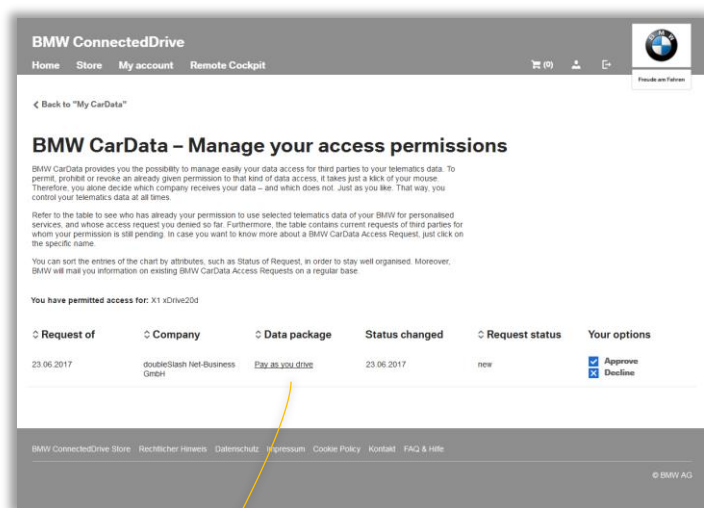 BMW ConnectedDrive
Home Store My account Remote Cockpit (0)
BMW
Freude am Fahren
Back to "My CarData"
BMW CarData – Manage your access permissions
BMW CarData provides you the possibility to manage easily your data access for third parties to your telematics data. To
permit, prohibit or revoke an already given permission to that kind of data access, it takes just a klick of your mouse.
Therefore, you alone decide which company receives your data – and which does not. Just as you like. That way, you
control your telematics data at all times.
Refer to the table to see who has already your permission to use selected telematics data of your BMW for personalised
services, and whose access request you denied so far. Furthermore, the table contains current requests of third parties for
whom your permission is still pending. In case you want to know more about a BMW CarData Access Request, just click on
the specific name.
You can sort the entries of the chart by attributes, such as Status of Request, in order to stay well organised. Moreover,
BMW will mail you information on existing BMW CarData Access Requests on a regular base.
You have permitted access for: X1 xDrive20d
Request of Company Data package Status changed Request status Your options
23.06.2017 doubleSlash Net-Business Pay as you drive 23.06.2017 new Approve
GmbH Decline
BMW ConnectedDrive Store Rechtlicher Hinweis Datenschutz Impressum Cookie Policy Kontakt FAQ & Hilfe
© BMW AG